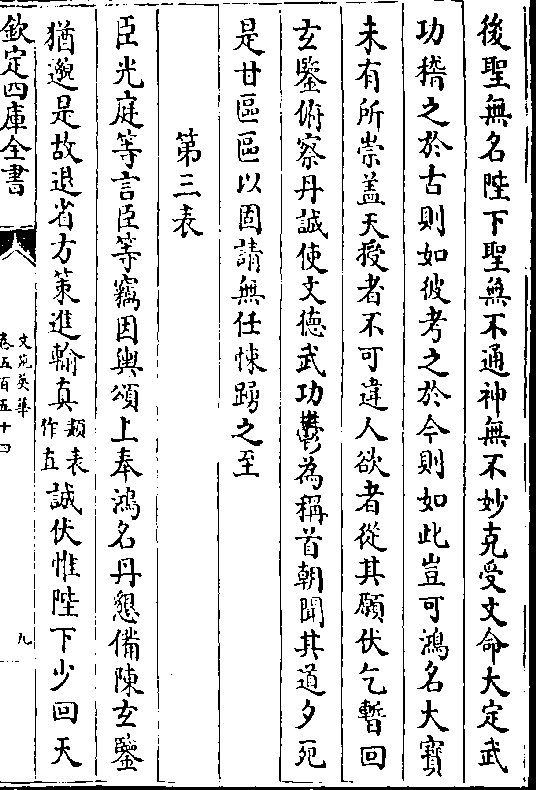 後聖無名陛下聖無不通神無不妙克受文命大定武
功稽之於古則如彼考之於今則如此豈可鴻名大寳
未有所崇葢天授者不可違人欲者從其願伏乞暫回
玄鑒俯察丹誠使文徳武功鬱為稱首朝聞其道夕死
是甘區區以固請無任悚踴之至
第三表
臣光庭等言臣等竊因輿頌上奉鴻名丹懇備陳玄鑒
猶邈是故退省方策進輸真類表作直誠伏惟陛下少回天
欽定四庫全書
文苑英華
卷五百五十四
九